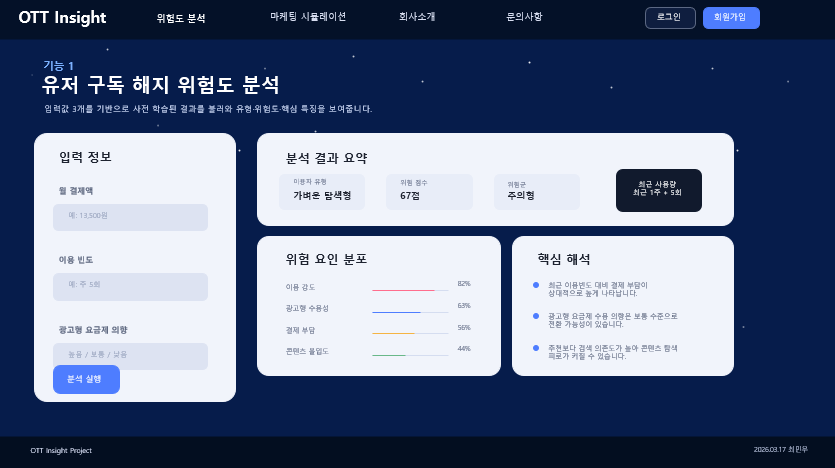 OTT Insight
위험도 분석
마케팅 시뮬레이션
회사소개
문의사항
로그인
회원가입
기능 1
유저 구독 해지 위험도 분석
입력값 3개를 기반으로 사전 학습된 결과를 불러와 유형·위험도·핵심 특징을 보여줍니다.
입력 정보
월 결제액
예: 13,500원
이용 빈도
예: 주 5회
광고형 요금제 의향
높음 / 보통 / 낮음
분석 실행
분석 결과 요약
이용자 유형
가벼운 탐색형
위험 점수
67점
위험군
주의형
최근 사용량
최근 1주 + 5회
위험 요인 분포
이용 강도
82%
광고형 수용성
63%
결제 부담
56%
콘텐츠 몰입도
44%
핵심 해석
최근 이용빈도 대비 결제 부담이
상대적으로 높게 나타납니다.
광고형 요금제 수용 의향은 보통 수준으로
전환 가능성이 있습니다.
추천보다 검색 의존도가 높아 콘텐츠 탐색
피로가 커질 수 있습니다.
OTT Insight Project
2026.03.17 최민우